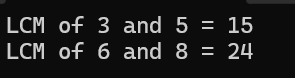 LCM of 3 and 5 = 15
LCM of 6 and 8 = 24